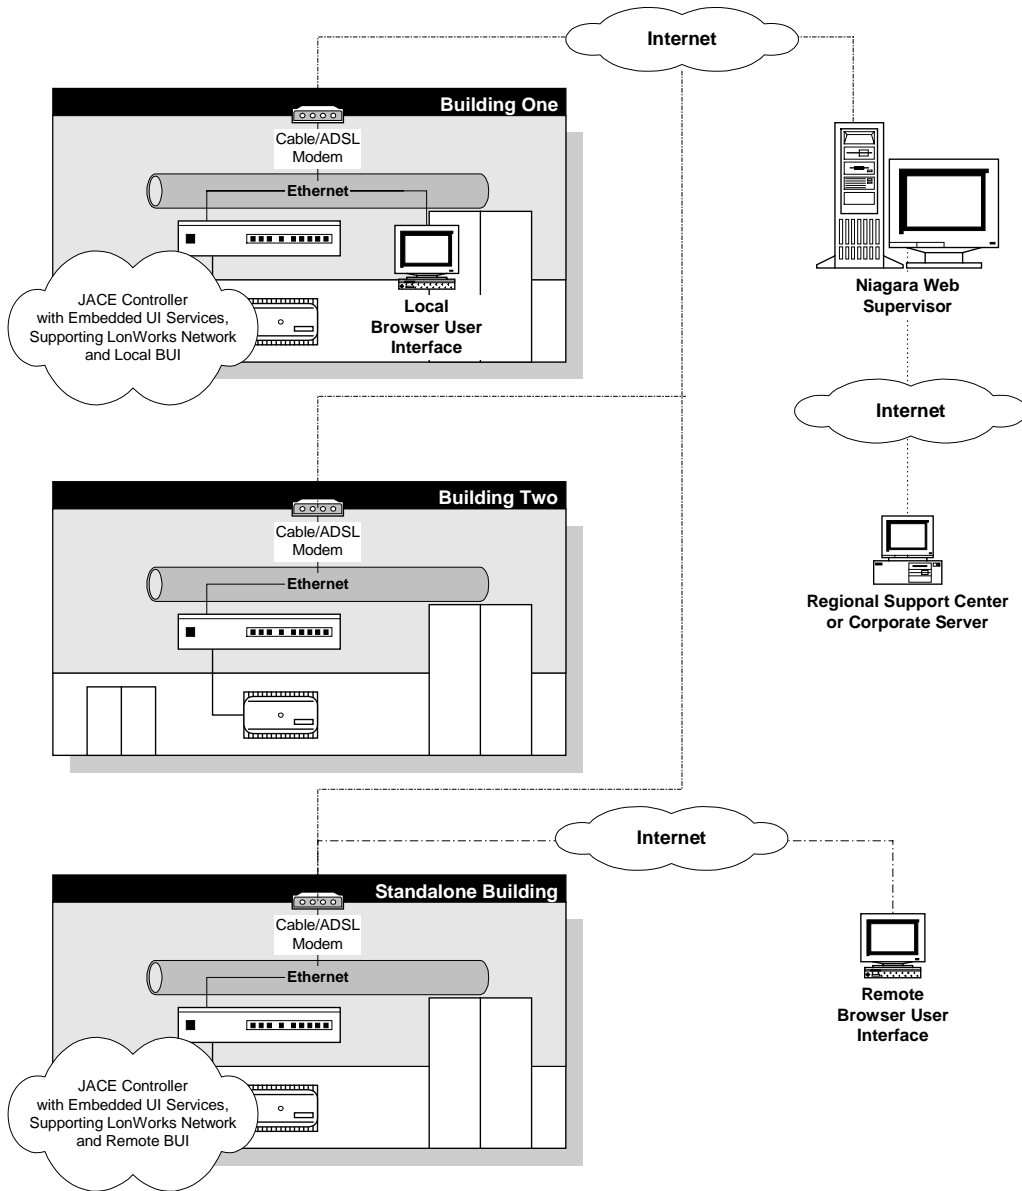 Internet
Building One
Cable/ADSL
Modem
Ethernet
JACE Controller
with Embedded UI Services,
Supporting LonWorks Network
and Local BUI
Local
Browser User
Interface
Niagara Web
Supervisor
Internet
Regional Support Center
or Corporate Server
Building Two
Cable/ADSL
Modem
Ethernet
Internet
Standalone Building
Cable/ADSL
Modem
Ethernet
JACE Controller
with Embedded UI Services,
Supporting LonWorks Network
and Remote BUI
Remote
Browser User
Interface